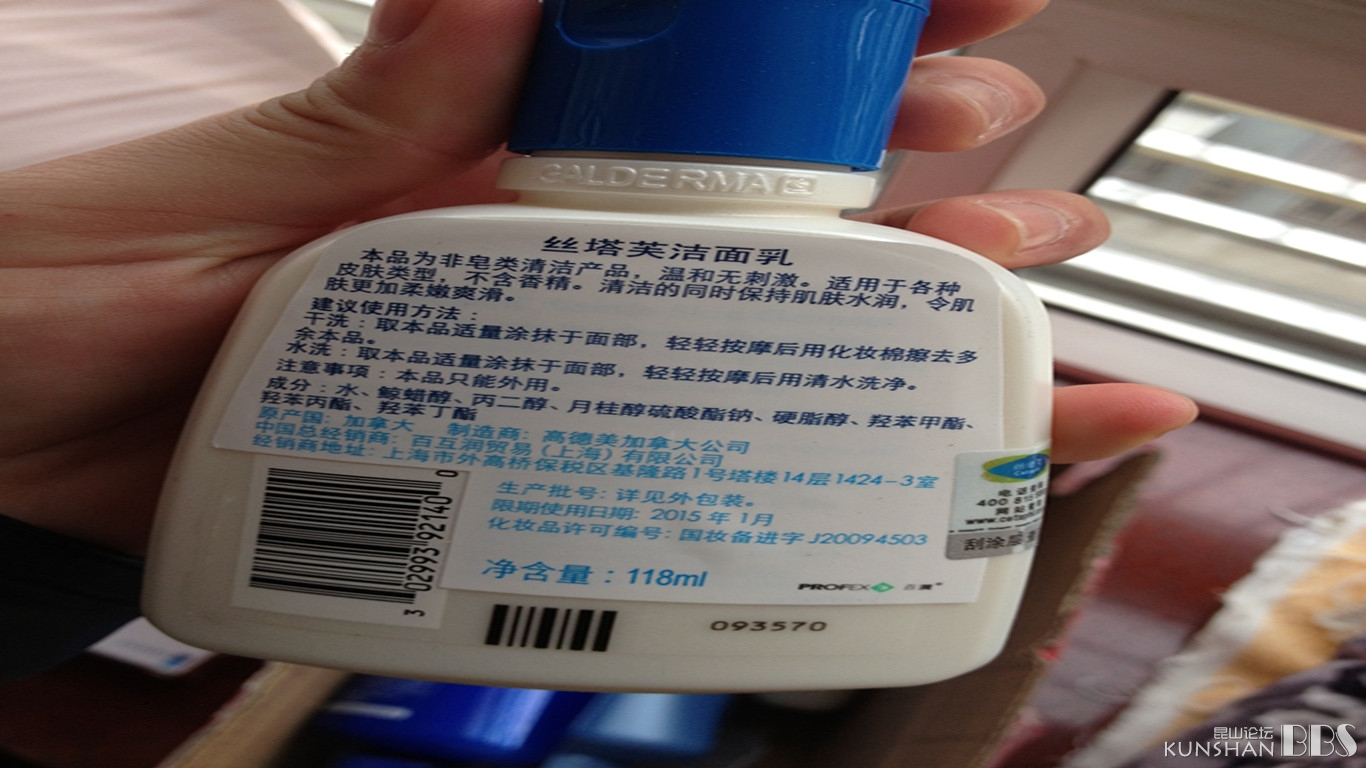 GALDERMA
丝塔芙洁面乳
本品为非皂类清洁产品，温和无刺激。适用于各种
皮肤类型，不含香精。清洁的同时保持肌肤水润，令肌
肤更加柔嫩爽滑。
建议使用方法：
干洗：取本品适量涂抹于面部，轻轻按摩后用化妆棉擦去多
余本品。
水洗：取本品适量涂抹于面部，轻轻按摩后用清水洗净。
注意事项：本品只能外用。
成分：水、鲸蜡醇、丙二醇、月桂醇硫酸酯钠、硬脂醇、羟苯甲酯、
羟苯丙酯、羟苯丁酯
原产国：加拿大 制造商：高德美加拿大公司
中国总经销商：百互润贸易（上海）有限公司
经销商地址：上海市外高桥保税区基隆路1号塔楼14层1424-3室
生产批号：详见外包装。
限期使用日期：2015年1月
化妆品许可编号：国妆备进字J20094503
净含量：118ml
PROFEX
3 02993 92140 0
093570
电话
400 815
网站
刮涂层
昆山论坛
KUNSHAN BBS